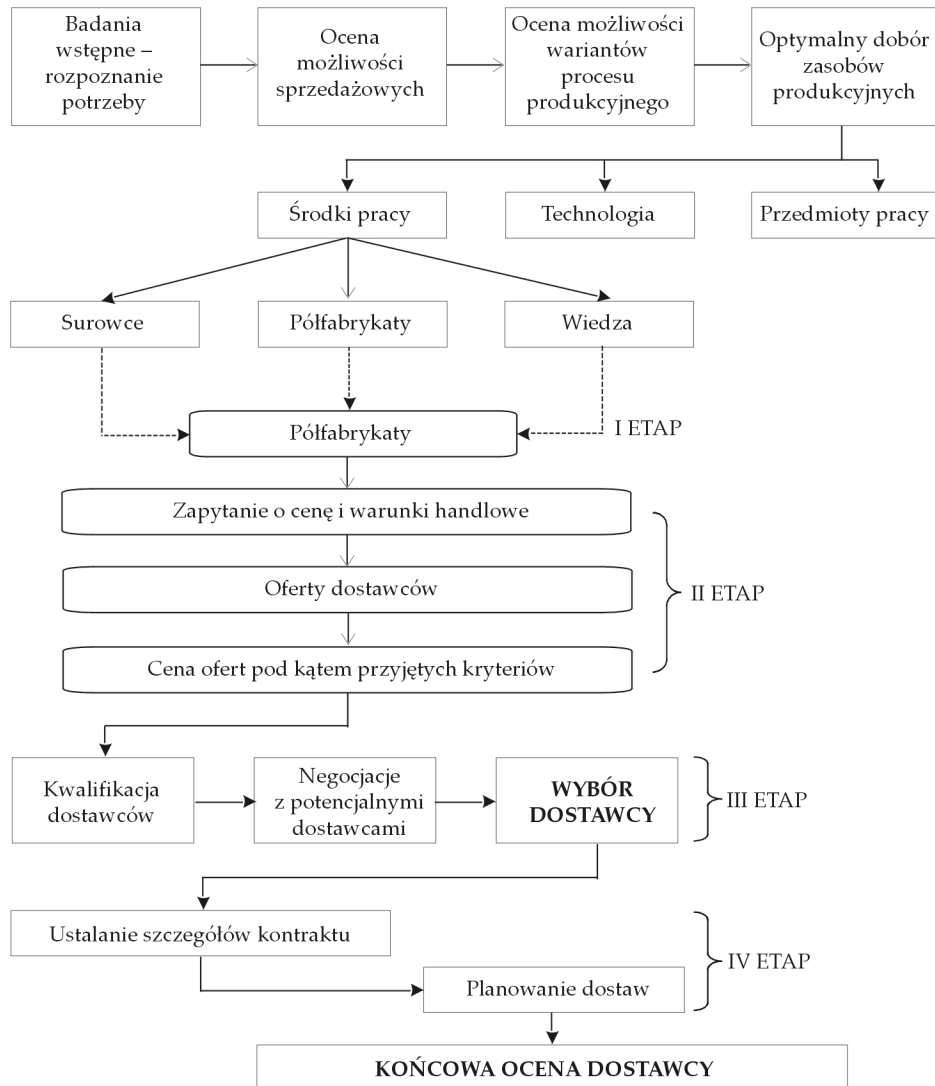 Badania
wstępne –
rozpoznanie
potrzeby
Ocena
możliwości
sprzedażowych
Ocena możliwości
wariantów
procesu
produkcyjnego
Optymalny dobór
zasobów
produkcyjnych
Środki pracy
Technologia
Przedmioty pracy
Surowce
Półfabrykaty
Wiedza
Półfabrykaty
I ETAP
Zapytanie o cenę i warunki handlowe
Oferty dostawców
Cena ofert pod kątem przyjętych kryteriów
II ETAP
Kwalifikacja
dostawców
Negocjacje
z potencjalnymi
dostawcami
WYBÓR
DOSTAWCY
III ETAP
Ustalanie szczegółów kontraktu
Planowanie dostaw
IV ETAP
KOŃCOWA OCENA DOSTAWCY